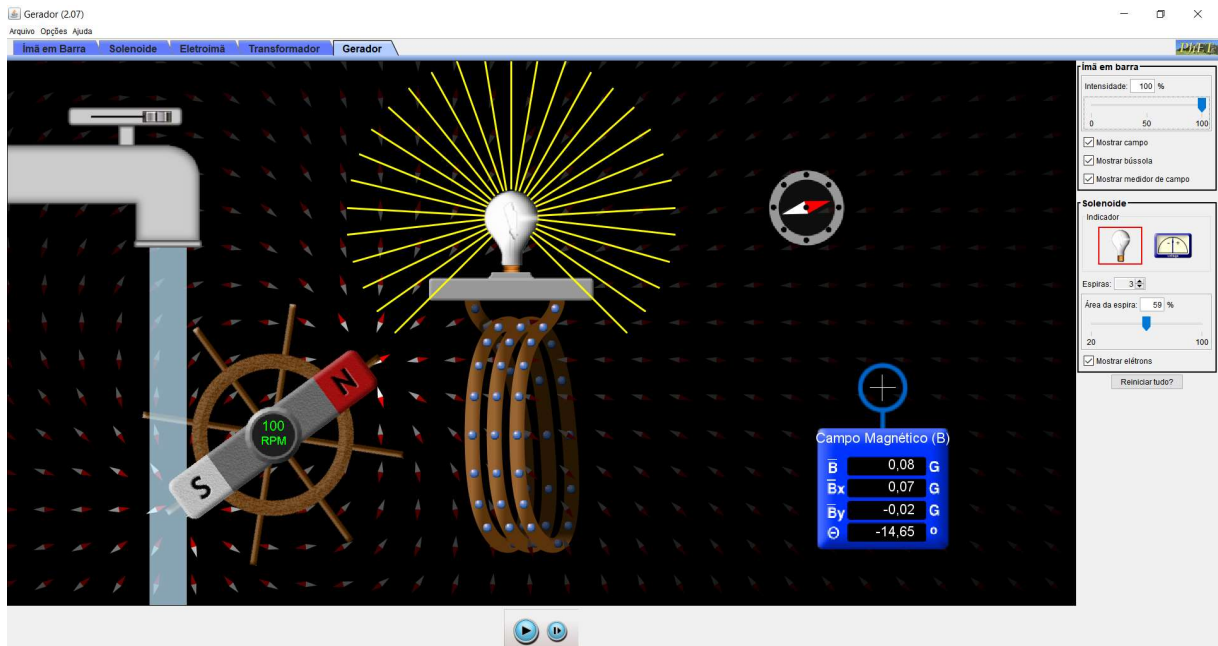 Gerador (2.07)
Arquivo Opções Ajuda
Ímã em Barra Solenoide Eletroimã Transformador Gerador
PhET
Ímã em barra
Intensidade: 100 %
0 50 100
Mostrar campo
Mostrar bússola
Mostrar medidor de campo
Solenoide
Indicador
Espiras: 3
Área da espira: 59 %
20 100
Mostrar elétrons
Reiniciar tudo?
N
100
RPM
S
Campo Magnético (B)
B 0,08 G
Bx 0,07 G
By -0,02 G
Θ -14,65 o